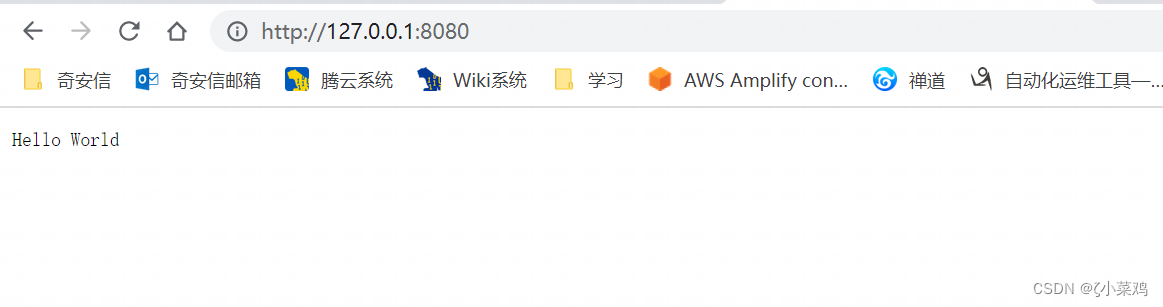 http://127.0.0.1:8080
奇安信 奇安信邮箱 腾云系统 Wiki系统 学习 AWS Amplify con... 禅道 自动化运维工具—...
Hello World
CSDN @ζ小菜鸡